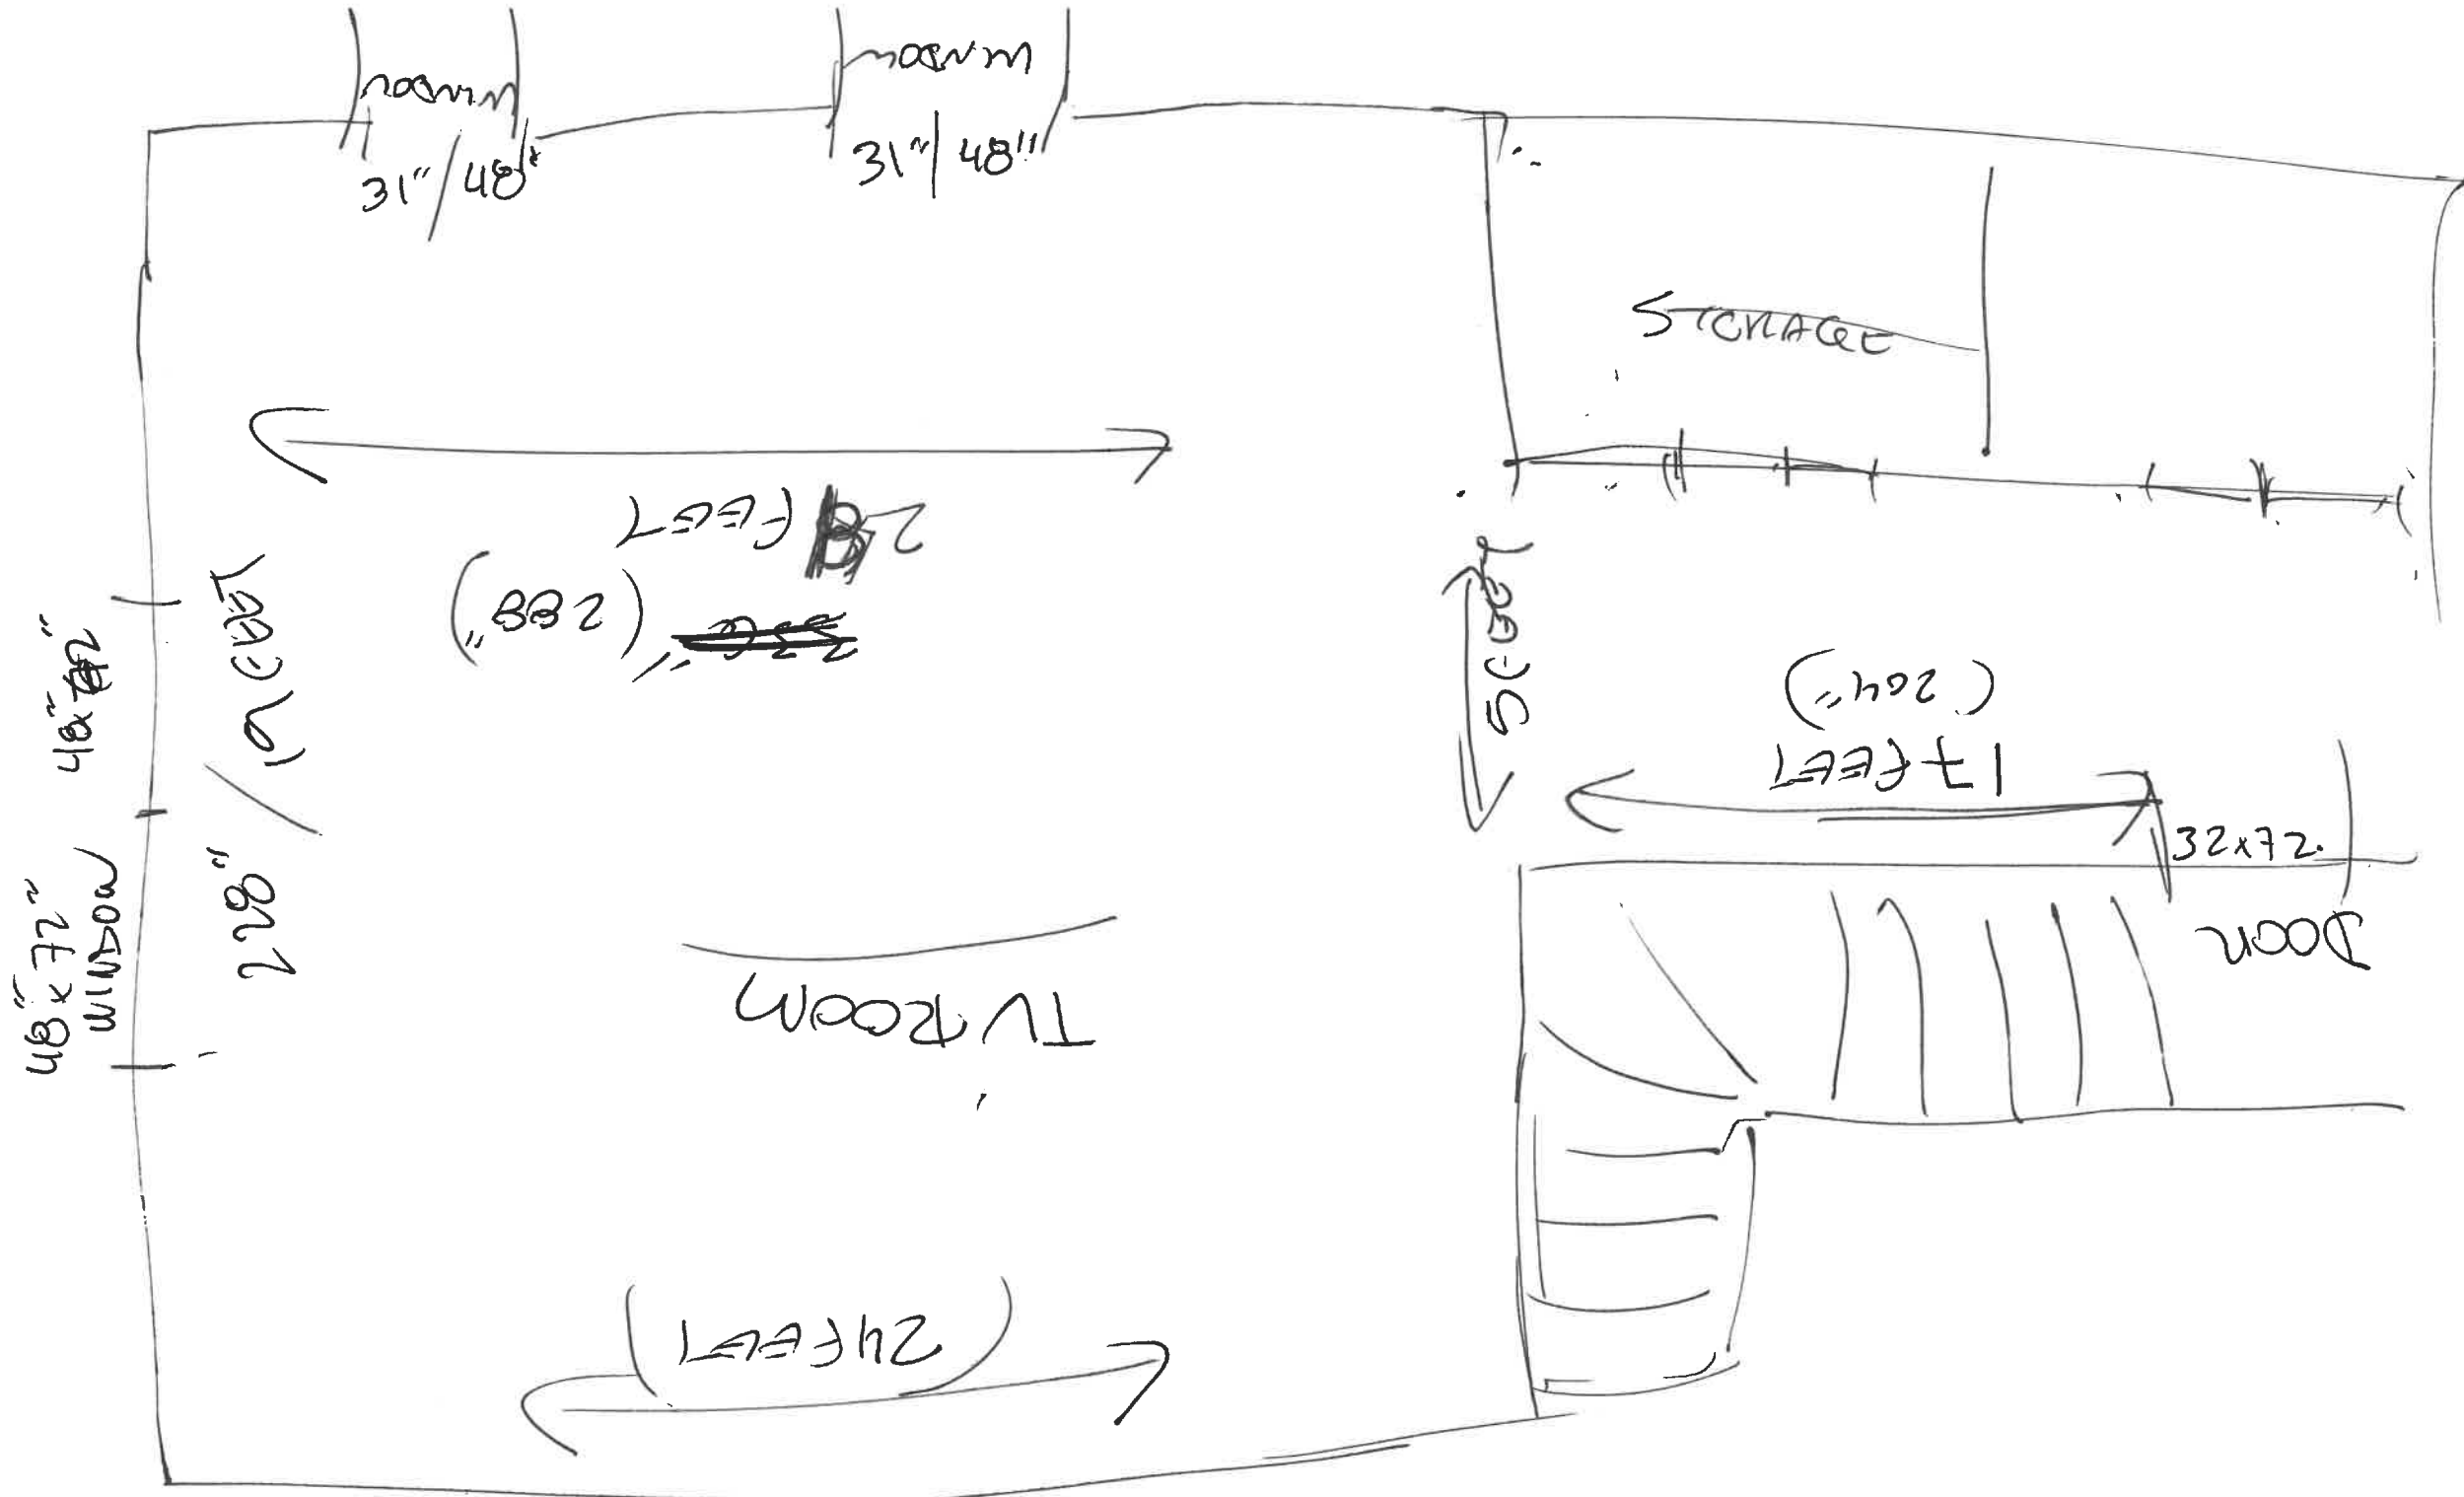 WINDOW
31"/48"
WINDOW
31"/48"
STORAGE
FEET
(288")
19 FEET / 228"
48"x72"
48"x72"
WINDOW
5 FEET
(204")
17 FEET
32x72.
DOOR
TV ROOM
(24 FEET)